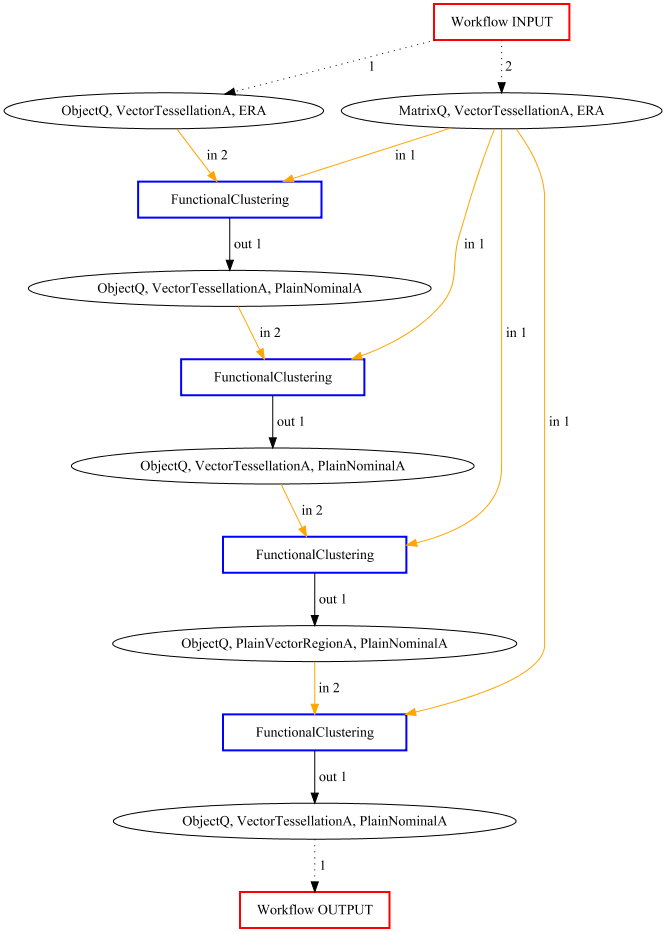 Workflow INPUT
1
2
ObjectQ, VectorTessellationA, ERA
MatrixQ, VectorTessellationA, ERA
in 2
in 1
FunctionalClustering
out 1
in 1
ObjectQ, VectorTessellationA, PlainNominalA
in 2
in 1
FunctionalClustering
out 1
in 1
ObjectQ, VectorTessellationA, PlainNominalA
in 2
FunctionalClustering
out 1
ObjectQ, PlainVectorRegionA, PlainNominalA
in 2
FunctionalClustering
out 1
ObjectQ, VectorTessellationA, PlainNominalA
1
Workflow OUTPUT